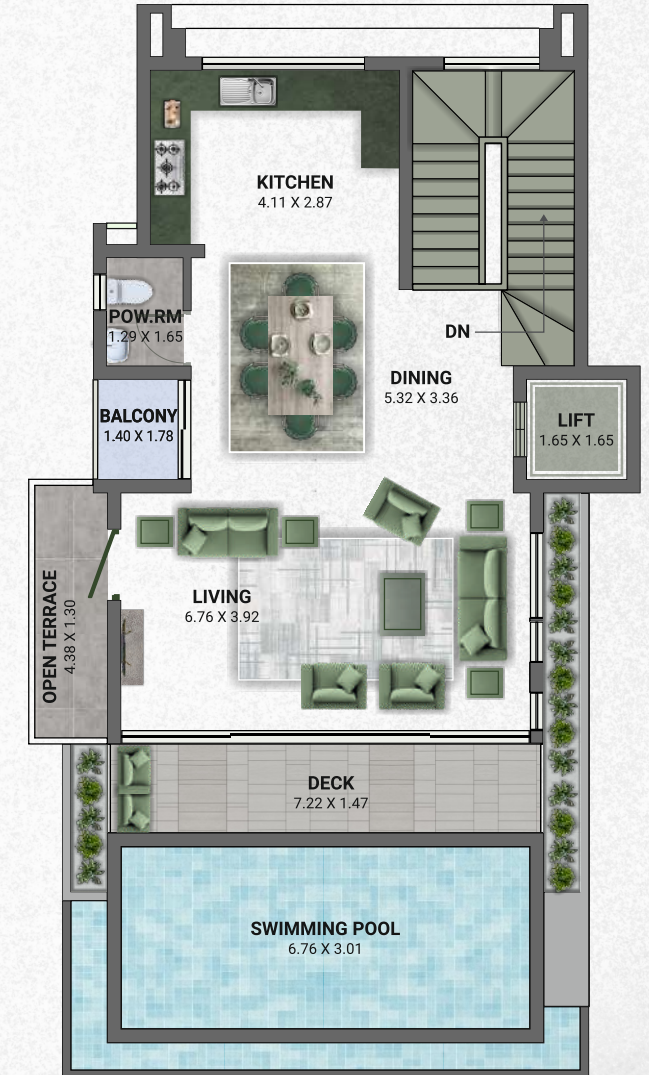 KITCHEN
4.11 X 2.87
POW.RM
1.29 X 1.65
DN
DINING
5.32 X 3.36
BALCONY
1.40 X 1.78
LIFT
1.65 X 1.65
OPEN TERRACE
4.38 X 1.30
LIVING
6.76 X 3.92
DECK
7.22 X 1.47
SWIMMING POOL
6.76 X 3.01